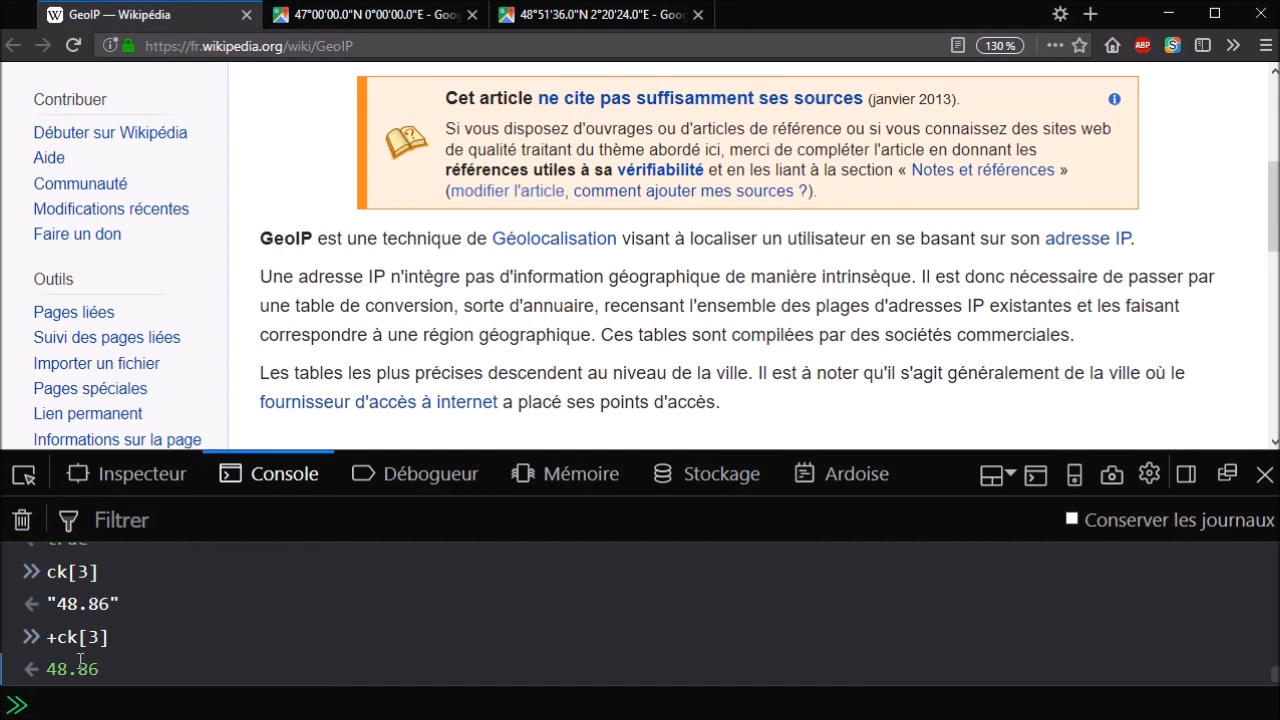 GeoIP — Wikipédia
47°00'00.0"N 0°00'00.0"E - Goog
48°51'36.0"N 2°20'24.0"E - Goog
https://fr.wikipedia.org/wiki/GeoIP
130 %
ABP
Contribuer
Débuter sur Wikipédia
Aide
Communauté
Modifications récentes
Faire un don
Outils
Pages liées
Suivi des pages liées
Importer un fichier
Pages spéciales
Lien permanent
Informations sur la page
Cet article ne cite pas suffisamment ses sources (janvier 2013).
Si vous disposez d'ouvrages ou d'articles de référence ou si vous connaissez des sites web
de qualité traitant du thème abordé ici, merci de compléter l'article en donnant les
références utiles à sa vérifiabilité et en les liant à la section « Notes et références »
(modifier l'article, comment ajouter mes sources ?).
GeoIP est une technique de Géolocalisation visant à localiser un utilisateur en se basant sur son adresse IP.
Une adresse IP n'intègre pas d'information géographique de manière intrinsèque. Il est donc nécessaire de passer par
une table de conversion, sorte d'annuaire, recensant l'ensemble des plages d'adresses IP existantes et les faisant
correspondre à une région géographique. Ces tables sont compilées par des sociétés commerciales.
Les tables les plus précises descendent au niveau de la ville. Il est à noter qu'il s'agit généralement de la ville où le
fournisseur d'accès à internet a placé ses points d'accès.
Inspecteur
Console
Débogueur
Mémoire
Stockage
Ardoise
Filtrer
Conserver les journaux
true
ck[3]
"48.86"
+ck[3]
48.86